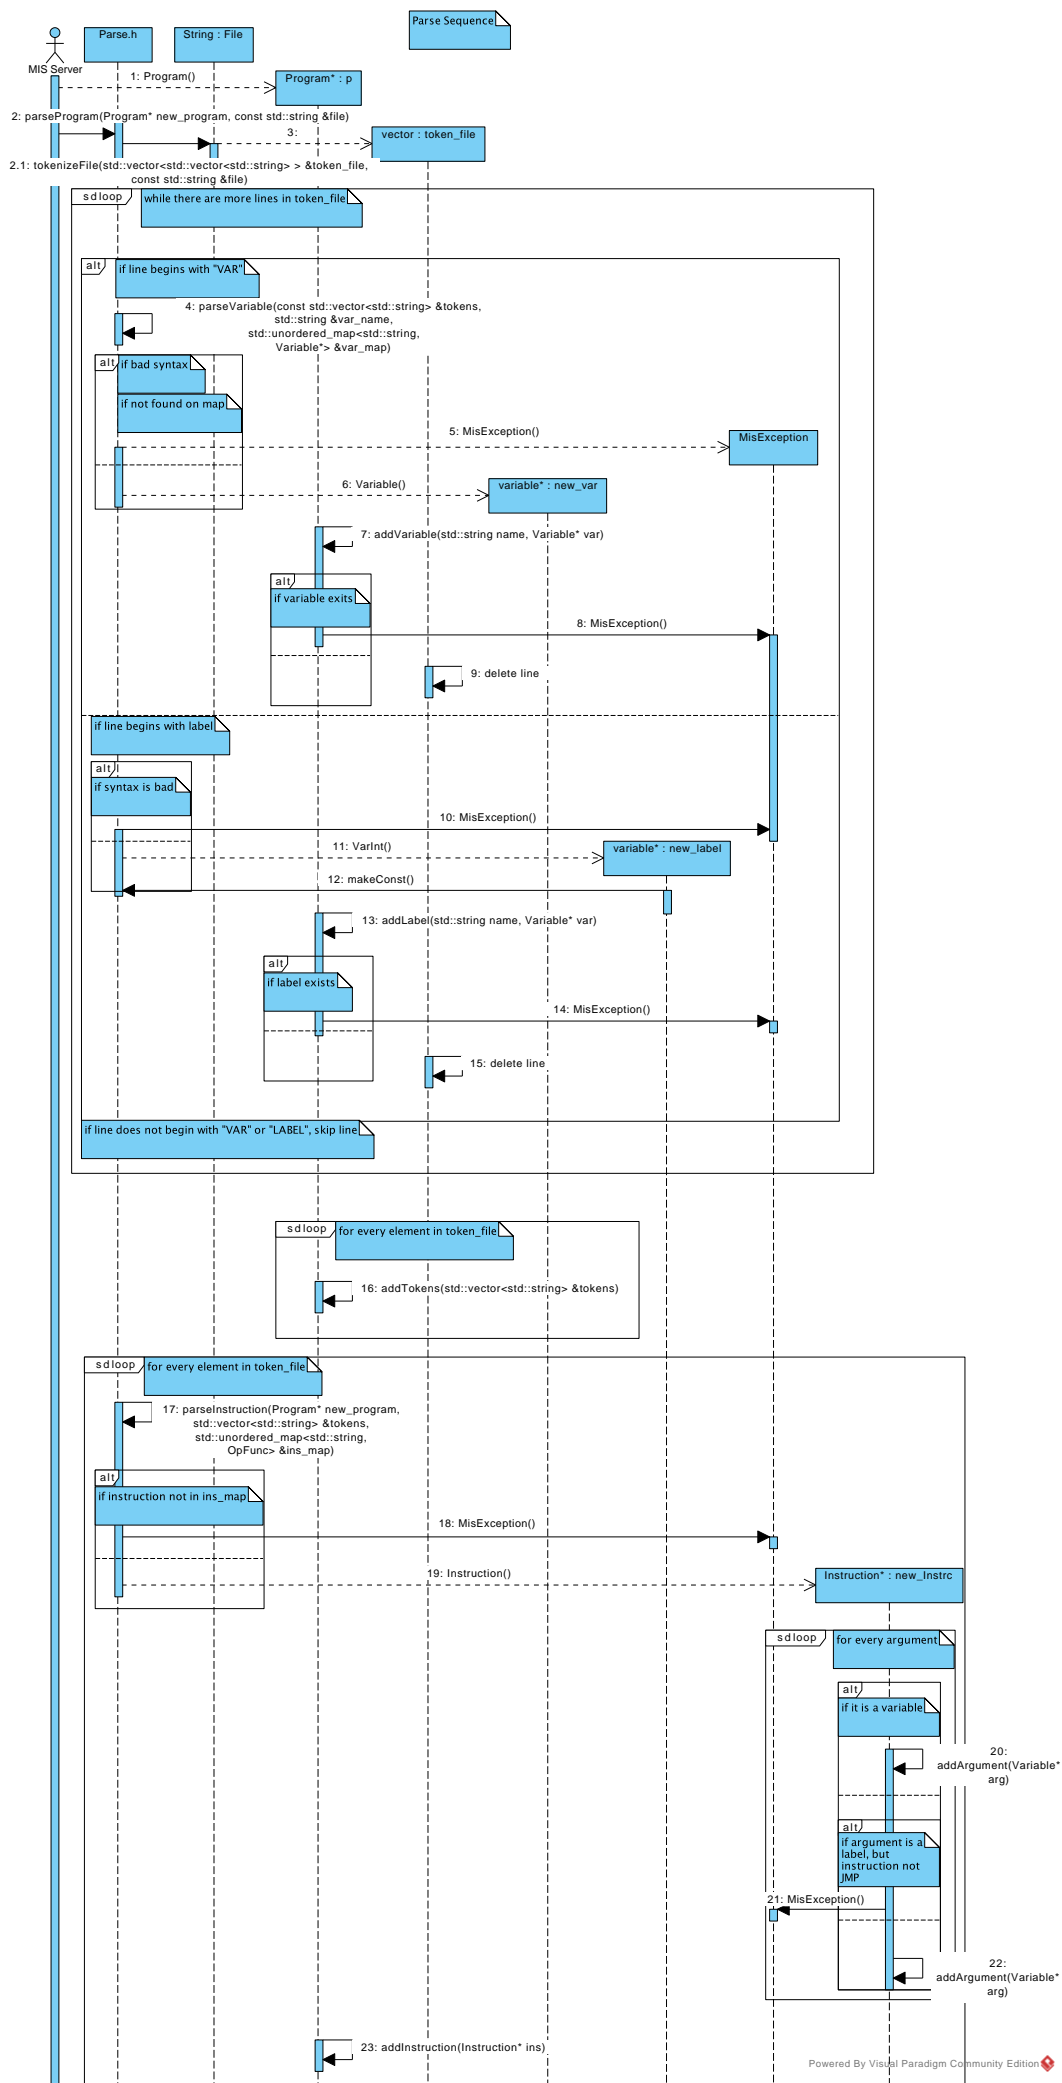 Parse Sequence
Parse.h
String : File
MIS Server
1: Program()
Program* : p
2: parseProgram(Program* new_program, const std::string &file)
3:
vector : token_file
2.1: tokenizeFile(std::vector<std::vector<std::string> > &token_file,
const std::string &file)
sd loop
while there are more lines in token_file
alt
if line begins with "VAR"
4: parseVariable(const std::vector<std::string> &tokens,
std::string &var_name,
std::unordered_map<std::string,
Variable*> &var_map)
alt
if bad syntax
if not found on map
5: MisException()
MisException
6: Variable()
variable* : new_var
7: addVariable(std::string name, Variable* var)
alt
if variable exits
8: MisException()
9: delete line
if line begins with label
alt
if syntax is bad
10: MisException()
11: VarInt()
variable* : new_label
12: makeConst()
13: addLabel(std::string name, Variable* var)
alt
if label exists
14: MisException()
15: delete line
if line does not begin with "VAR" or "LABEL", skip line
sd loop
for every element in token_file
16: addTokens(std::vector<std::string> &tokens)
sd loop
for every element in token_file
17: parseInstruction(Program* new_program,
std::vector<std::string> &tokens,
std::unordered_map<std::string,
OpFunc> &ins_map)
alt
if instruction not in ins_map
18: MisException()
19: Instruction()
Instruction* : new_Instrc
sd loop
for every argument
alt
if it is a variable
20:
addArgument(Variable*
arg)
alt
if argument is a
label, but
instruction not
JMP
21: MisException()
22:
addArgument(Variable*
arg)
23: addInstruction(Instruction* ins)
Powered By Visual Paradigm Community Edition